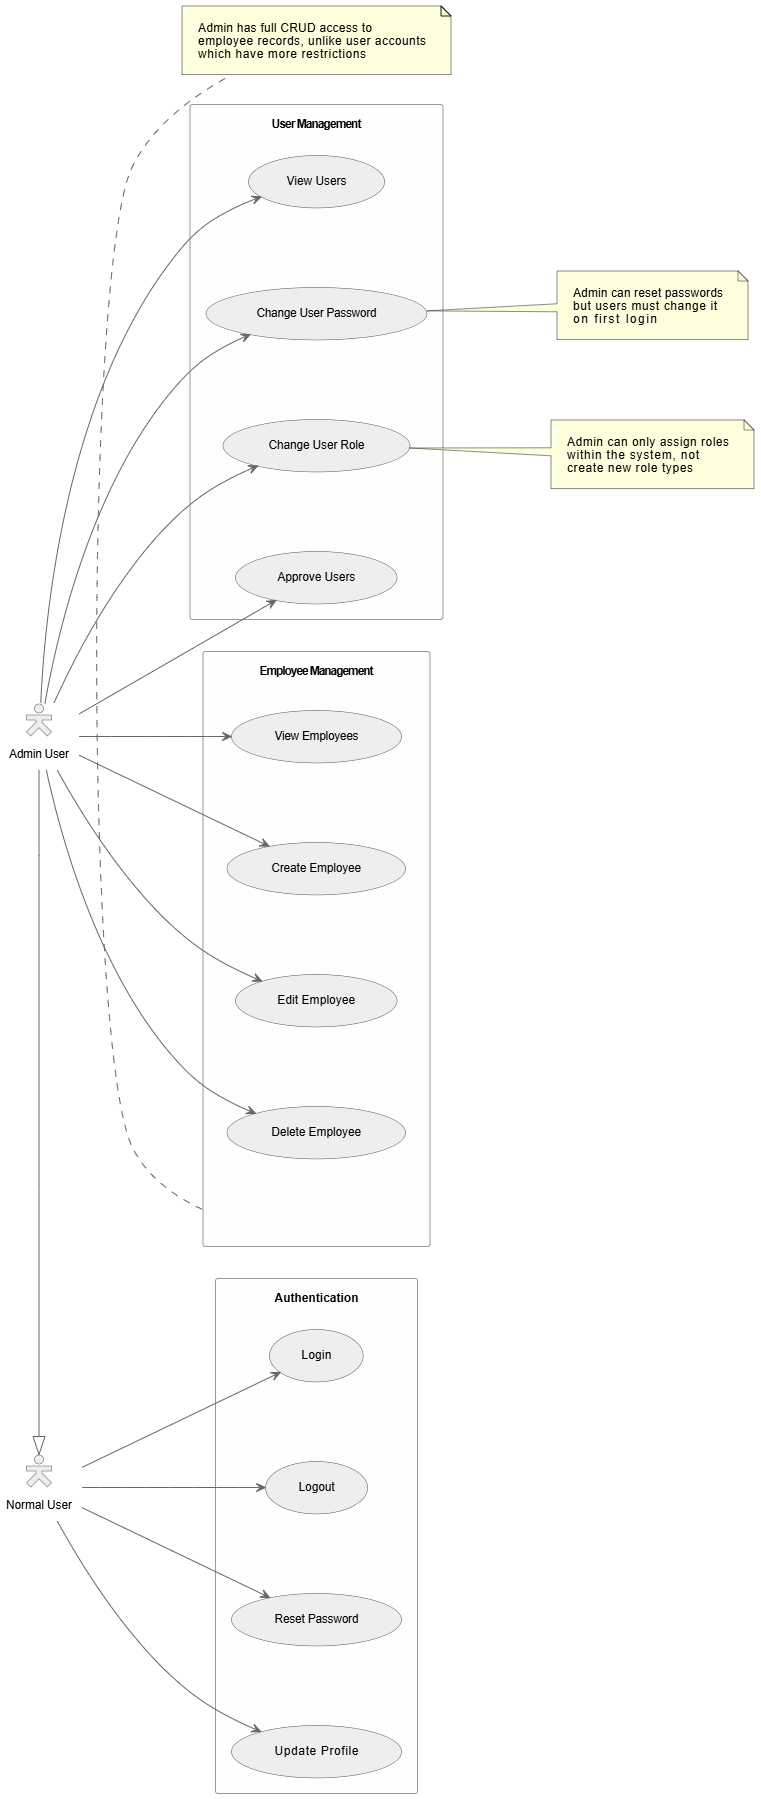 Admin has full CRUD access to
employee records, unlike user accounts
which have more restrictions
User Management
View Users
Change User Password
Admin can reset passwords
but users must change it
on first login
Change User Role
Admin can only assign roles
within the system, not
create new role types
Approve Users
Employee Management
Admin User
View Employees
Create Employee
Edit Employee
Delete Employee
Authentication
Login
Normal User
Logout
Reset Password
Update Profile